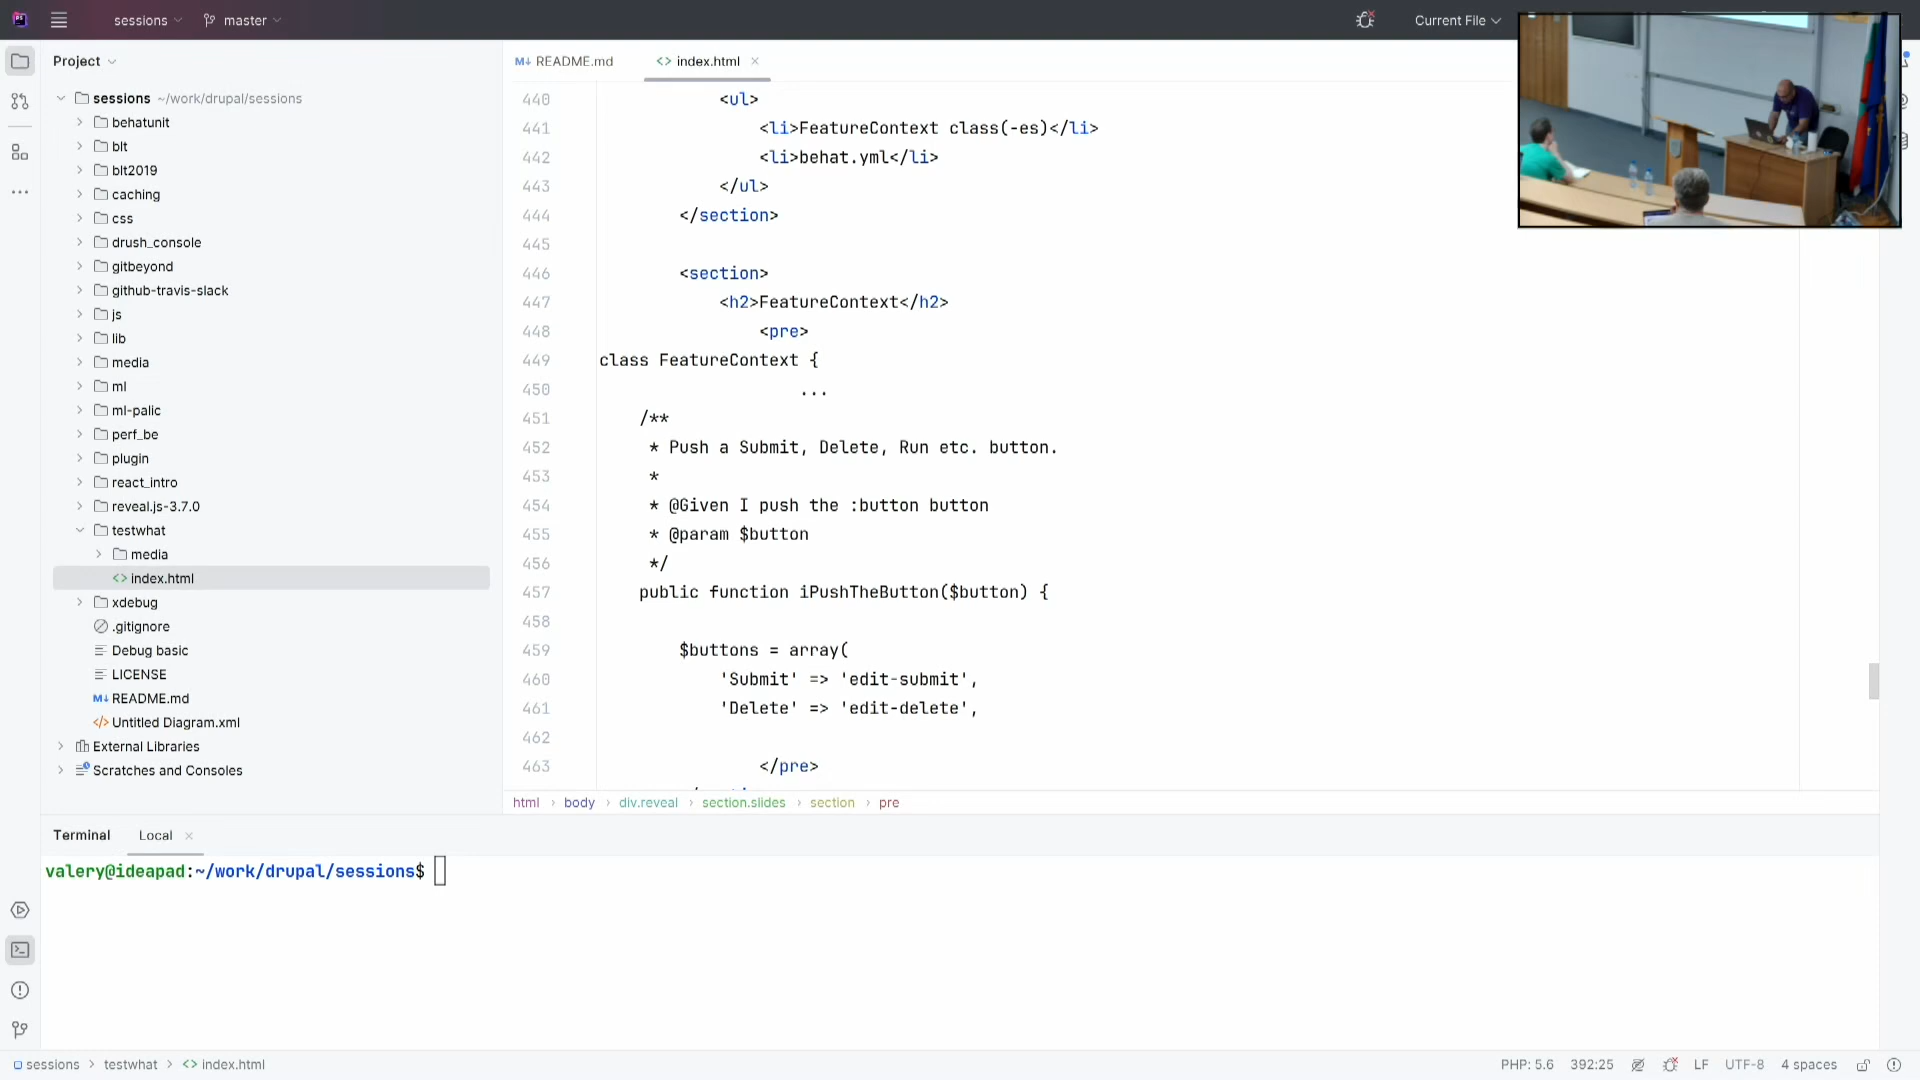 sessions
master
Current File
Project
README.md
index.html
sessions ~/work/drupal/sessions
behatunit
blt
blt2019
caching
css
drush_console
gitbeyond
github-travis-slack
js
lib
media
ml
ml-palic
perf_be
plugin
react_intro
reveal.js-3.7.0
testwhat
media
index.html
xdebug
.gitignore
Debug basic
LICENSE
README.md
Untitled Diagram.xml
External Libraries
Scratches and Consoles
440 <ul>
441 <li>FeatureContext class(-es)</li>
442 <li>behat.yml</li>
443 </ul>
444 </section>
445
446 <section>
447 <h2>FeatureContext</h2>
448 <pre>
449 class FeatureContext {
450 ...
451 /**
452 * Push a Submit, Delete, Run etc. button.
453 *
454 * @Given I push the :button button
455 * @param $button
456 */
457 public function iPushTheButton($button) {
458
459 $buttons = array(
460 'Submit' => 'edit-submit',
461 'Delete' => 'edit-delete',
462
463 </pre>
html › body › div.reveal › section.slides › section › pre
Terminal Local
valery@ideapad:~/work/drupal/sessions$
sessions > testwhat > index.html
PHP: 5.6 392:25 LF UTF-8 4 spaces